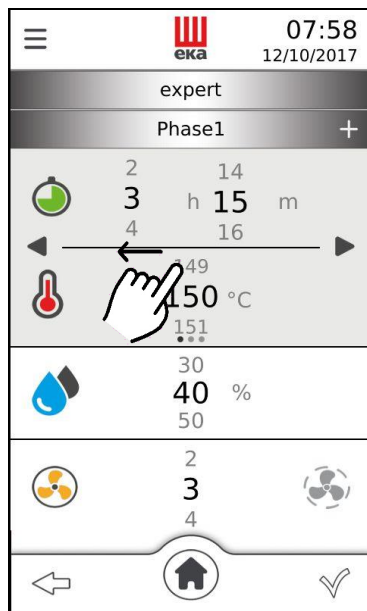 07:58
eка
12/10/2017
expert
Phase1 +
2 14
3 h 15 m
4 16
149
150 °C
151
30
40 %
50
2
3
4